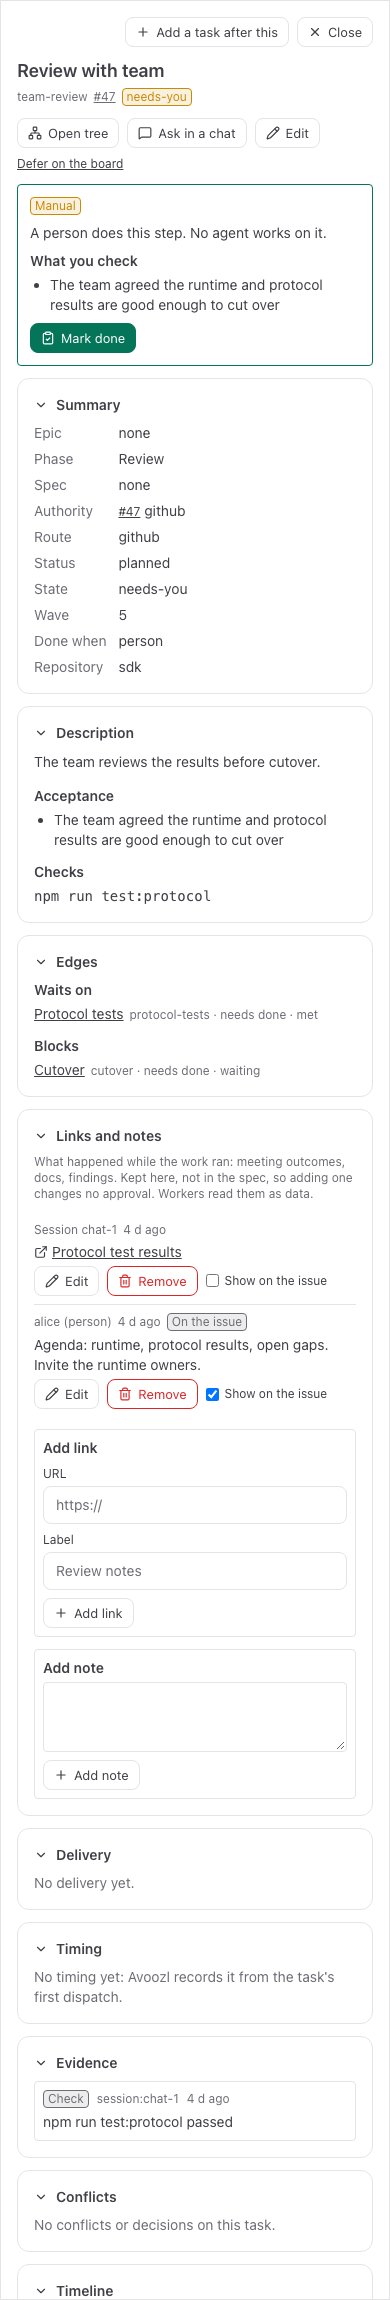 Add a task after this
Close
Review with team
team-review #47 needs-you
Open tree
Ask in a chat
Edit
Defer on the board
Manual
A person does this step. No agent works on it.
What you check
• The team agreed the runtime and protocol
results are good enough to cut over
Mark done
Summary
Epic none
Phase Review
Spec none
Authority #47 github
Route github
Status planned
State needs-you
Wave 5
Done when person
Repository sdk
Description
The team reviews the results before cutover.
Acceptance
• The team agreed the runtime and protocol
results are good enough to cut over
Checks
npm run test:protocol
Edges
Waits on
Protocol tests protocol-tests · needs done · met
Blocks
Cutover cutover · needs done · waiting
Links and notes
What happened while the work ran: meeting outcomes,
docs, findings. Kept here, not in the spec, so adding one
changes no approval. Workers read them as data.
Session chat-1 4 d ago
Protocol test results
Edit
Remove
Show on the issue
alice (person) 4 d ago On the issue
Agenda: runtime, protocol results, open gaps.
Invite the runtime owners.
Edit
Remove
Show on the issue
Add link
URL
https://
Label
Review notes
Add link
Add note
Add note
Delivery
No delivery yet.
Timing
No timing yet: Avoozl records it from the task's
first dispatch.
Evidence
Check session:chat-1 4 d ago
npm run test:protocol passed
Conflicts
No conflicts or decisions on this task.
Timeline